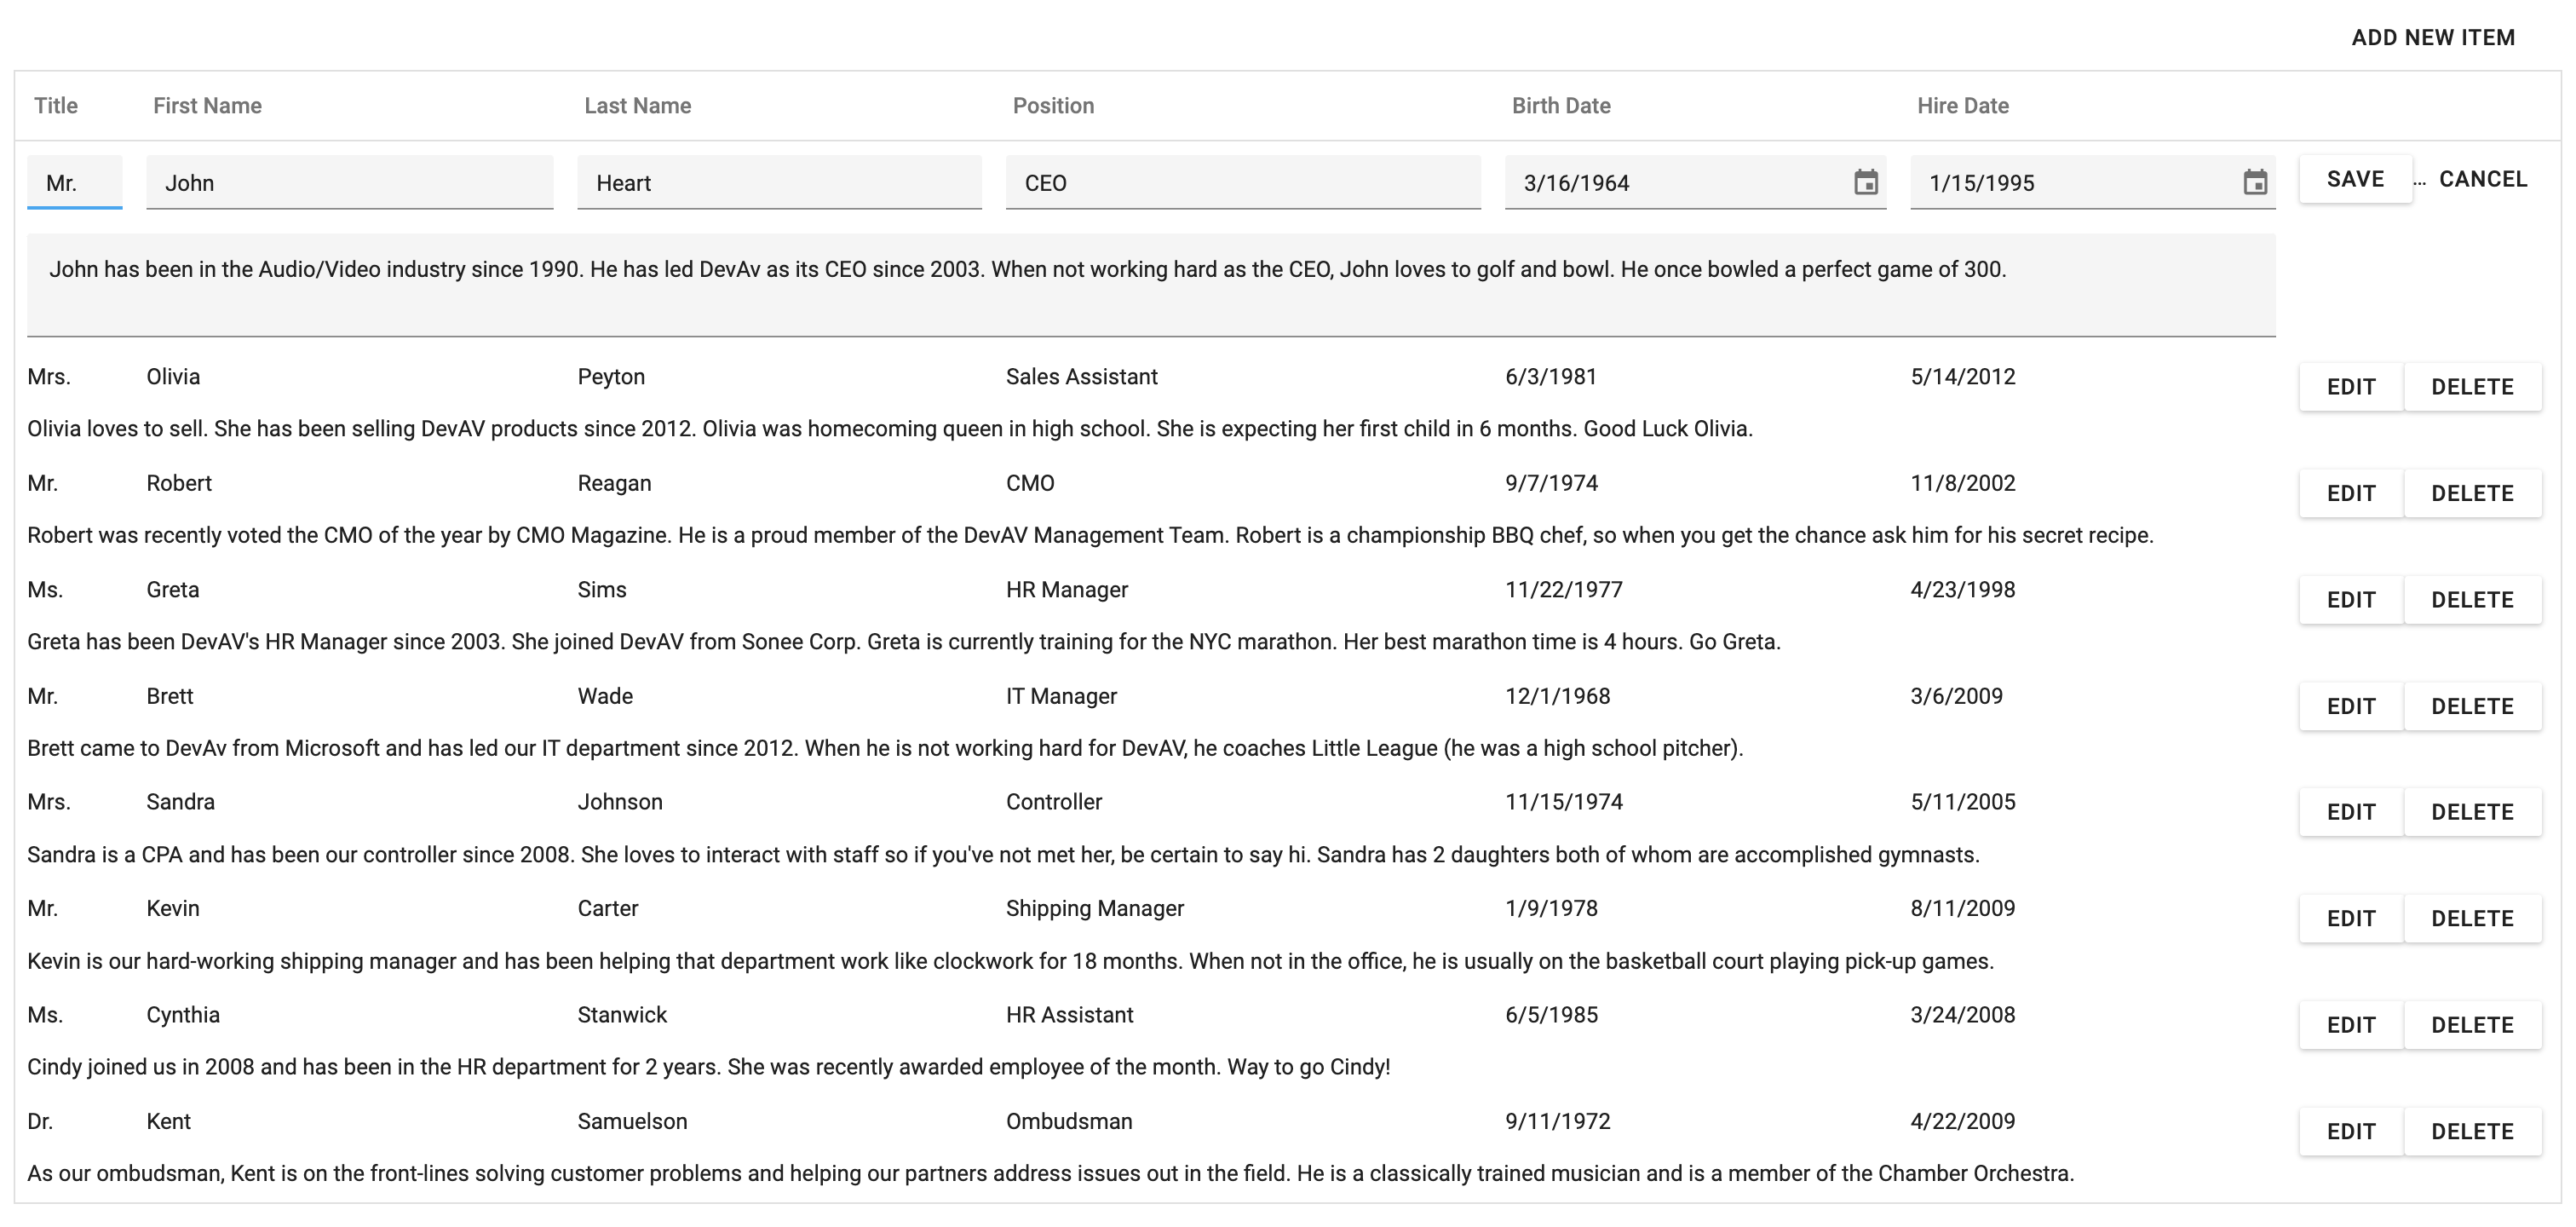 ADD NEW ITEM
Title First Name Last Name Position Birth Date Hire Date
Mr. John Heart CEO 3/16/1964 1/15/1995 SAVE ... CANCEL
John has been in the Audio/Video industry since 1990. He has led DevAv as its CEO since 2003. When not working hard as the CEO, John loves to golf and bowl. He once bowled a perfect game of 300.
Mrs. Olivia Peyton Sales Assistant 6/3/1981 5/14/2012 EDIT DELETE
Olivia loves to sell. She has been selling DevAV products since 2012. Olivia was homecoming queen in high school. She is expecting her first child in 6 months. Good Luck Olivia.
Mr. Robert Reagan CMO 9/7/1974 11/8/2002 EDIT DELETE
Robert was recently voted the CMO of the year by CMO Magazine. He is a proud member of the DevAV Management Team. Robert is a championship BBQ chef, so when you get the chance ask him for his secret recipe.
Ms. Greta Sims HR Manager 11/22/1977 4/23/1998 EDIT DELETE
Greta has been DevAV's HR Manager since 2003. She joined DevAV from Sonee Corp. Greta is currently training for the NYC marathon. Her best marathon time is 4 hours. Go Greta.
Mr. Brett Wade IT Manager 12/1/1968 3/6/2009 EDIT DELETE
Brett came to DevAv from Microsoft and has led our IT department since 2012. When he is not working hard for DevAV, he coaches Little League (he was a high school pitcher).
Mrs. Sandra Johnson Controller 11/15/1974 5/11/2005 EDIT DELETE
Sandra is a CPA and has been our controller since 2008. She loves to interact with staff so if you've not met her, be certain to say hi. Sandra has 2 daughters both of whom are accomplished gymnasts.
Mr. Kevin Carter Shipping Manager 1/9/1978 8/11/2009 EDIT DELETE
Kevin is our hard-working shipping manager and has been helping that department work like clockwork for 18 months. When not in the office, he is usually on the basketball court playing pick-up games.
Ms. Cynthia Stanwick HR Assistant 6/5/1985 3/24/2008 EDIT DELETE
Cindy joined us in 2008 and has been in the HR department for 2 years. She was recently awarded employee of the month. Way to go Cindy!
Dr. Kent Samuelson Ombudsman 9/11/1972 4/22/2009 EDIT DELETE
As our ombudsman, Kent is on the front-lines solving customer problems and helping our partners address issues out in the field. He is a classically trained musician and is a member of the Chamber Orchestra.